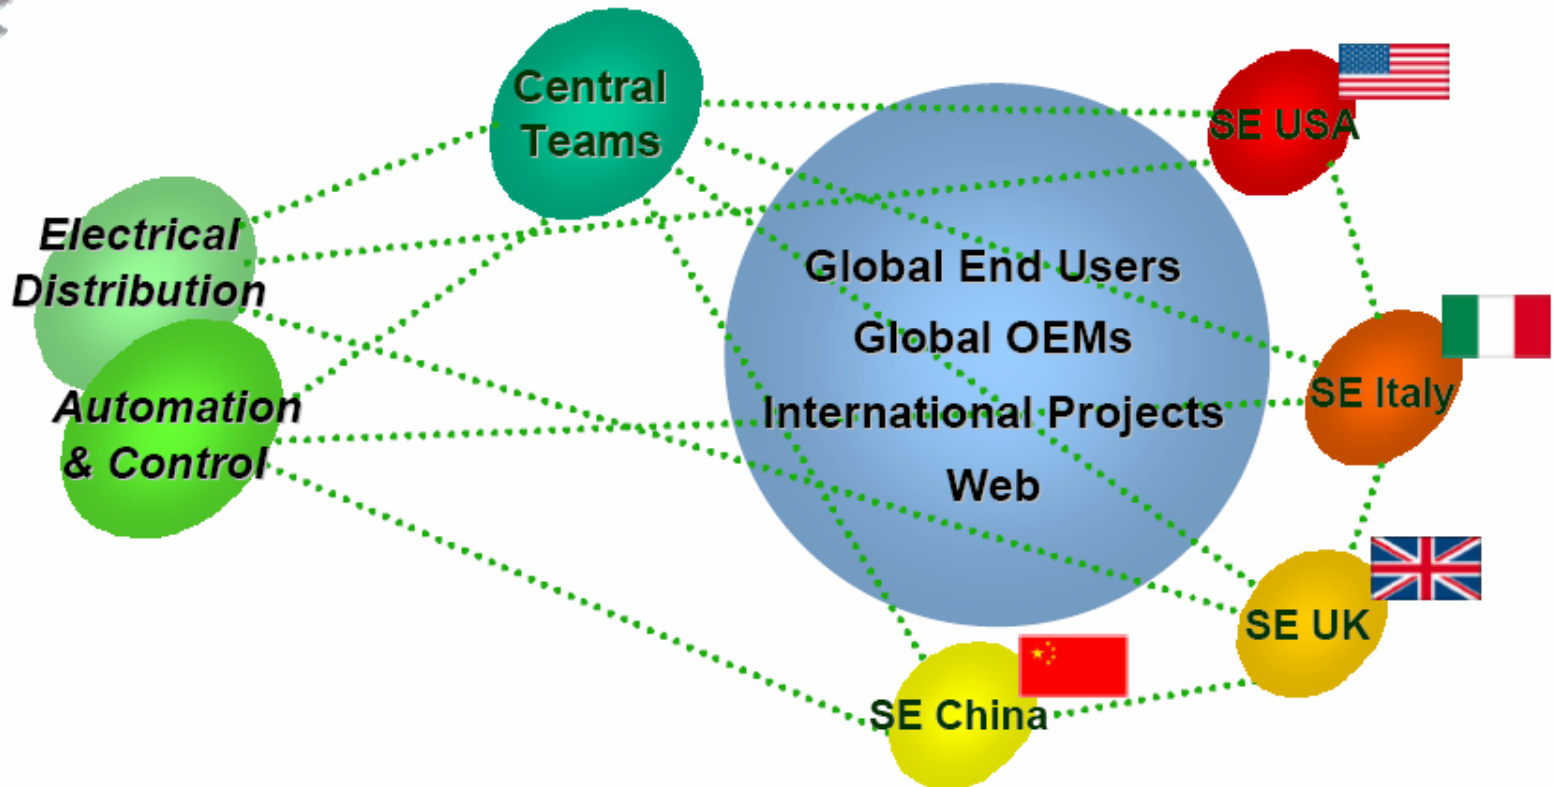 Central
Teams
SE USA
Electrical
Distribution
Global End Users
Global OEMs
International Projects
Web
SE Italy
Automation
& Control
SE UK
SE China